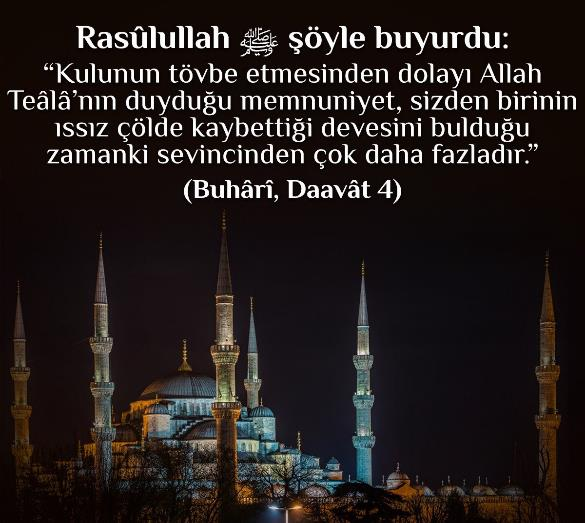 Rasûlullah ﷺ şöyle buyurdu:
“Kulunun tövbe etmesinden dolayı Allah
Teâlâ’nın duyduğu memnuniyet, sizden birinin
ıssız çölde kaybettiği devesini bulduğu
zamanki sevincinden çok daha fazladır.”
(Buhârî, Daavât 4)